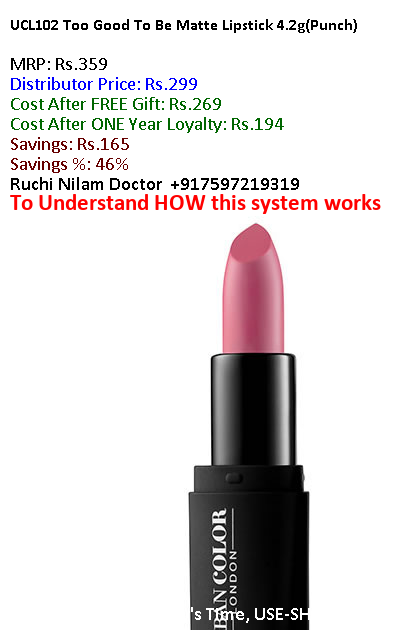 UCL102 Too Good To Be Matte Lipstick 4.2g(Punch)
MRP: Rs.359
Distributor Price: Rs.299
Cost After FREE Gift: Rs.269
Cost After ONE Year Loyalty: Rs.194
Savings: Rs.165
Savings %: 46%
Ruchi Nilam Doctor +917597219319
To Understand HOW this system works
BAN COLOR
LONDON
's Time, USE-SH